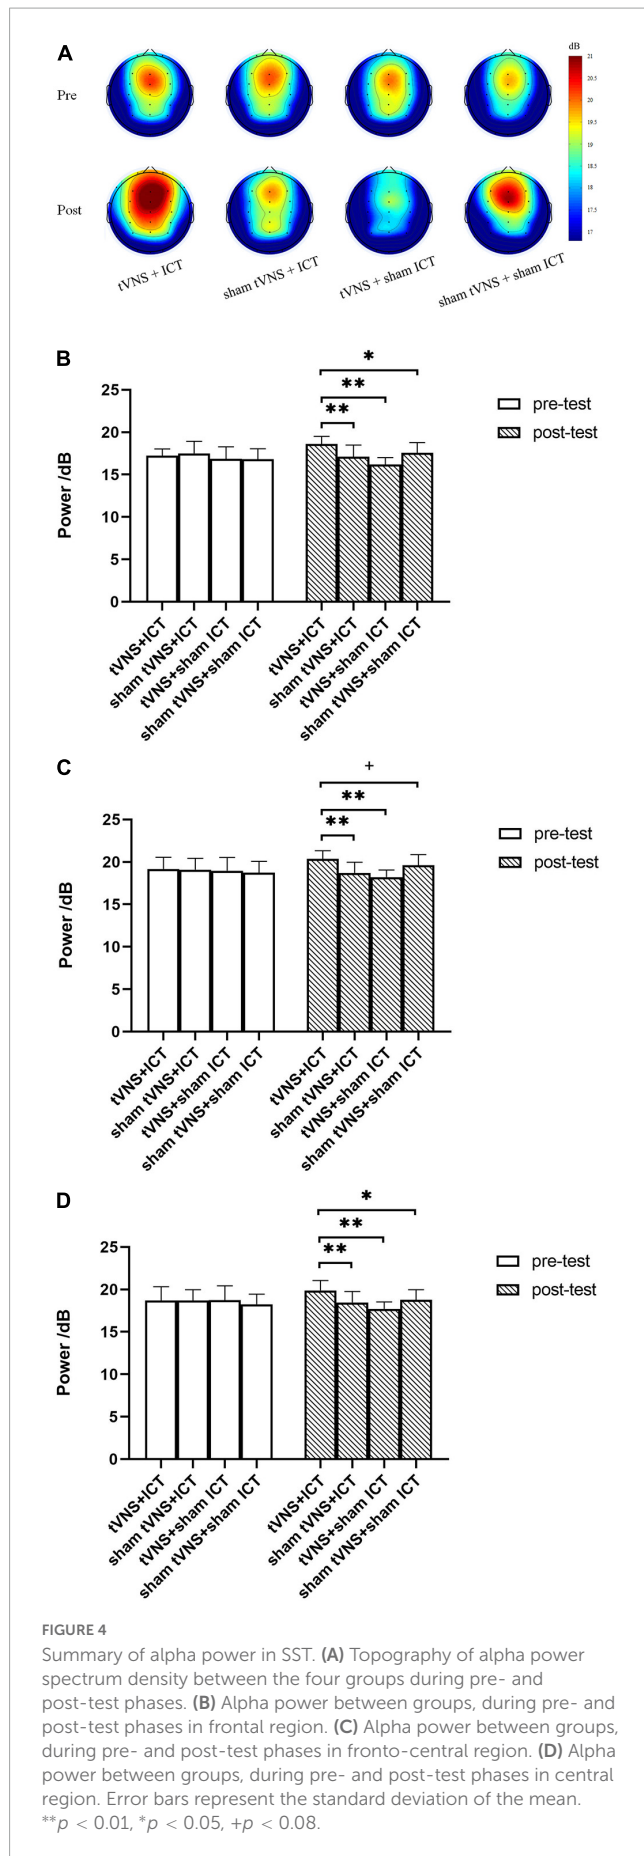 A
dB
Pre
21
20.5
20
19.5
19
18.5
18
17.5
17
Post
tVNS + ICT
sham tVNS + ICT
tVNS + sham ICT
sham tVNS + sham ICT
B
Power /dB
25
20
15
10
5
0
*
**
**
pre-test
post-test
tVNS+ICT
sham tVNS+ICT
tVNS+sham ICT
sham tVNS+sham ICT
tVNS+ICT
sham tVNS+ICT
tVNS+sham ICT
sham tVNS+sham ICT
C
Power /dB
25
20
15
10
5
0
+
**
**
pre-test
post-test
tVNS+ICT
sham tVNS+ICT
tVNS+sham ICT
sham tVNS+sham ICT
tVNS+ICT
sham tVNS+ICT
tVNS+sham ICT
sham tVNS+sham ICT
D
Power /dB
25
20
15
10
5
0
*
**
**
pre-test
post-test
tVNS+ICT
sham tVNS+ICT
tVNS+sham ICT
sham tVNS+sham ICT
tVNS+ICT
sham tVNS+ICT
tVNS+sham ICT
sham tVNS+sham ICT
FIGURE 4
Summary of alpha power in SST. (A) Topography of alpha power
spectrum density between the four groups during pre- and
post-test phases. (B) Alpha power between groups, during pre- and
post-test phases in frontal region. (C) Alpha power between groups,
during pre- and post-test phases in fronto-central region. (D) Alpha
power between groups, during pre- and post-test phases in central
region. Error bars represent the standard deviation of the mean.
**p < 0.01, *p < 0.05, +p < 0.08.